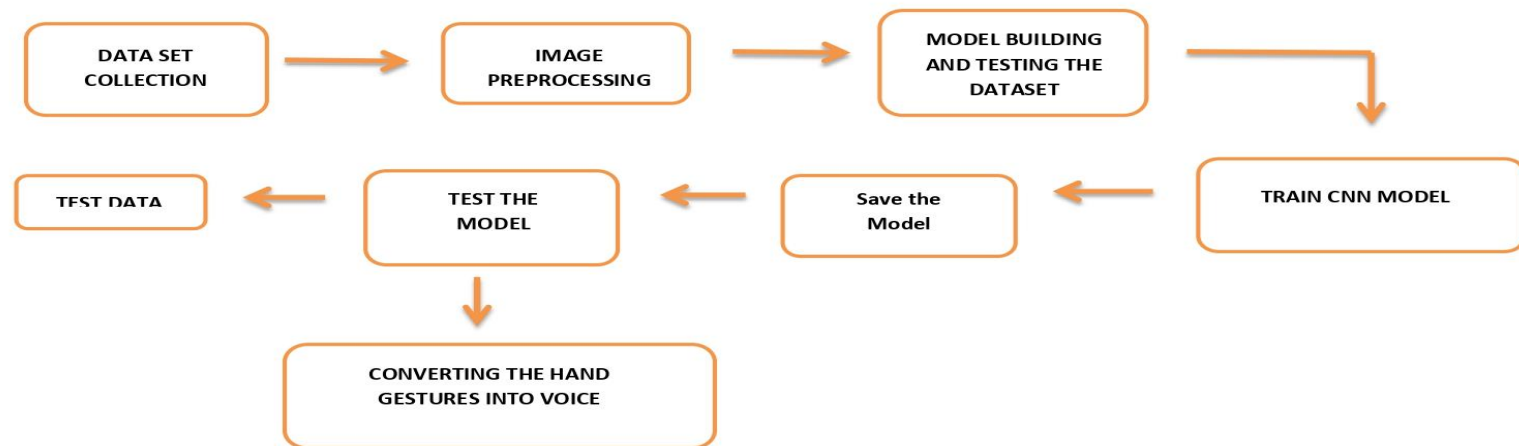 DATA SET
COLLECTION
IMAGE
PREPROCESSING
MODEL BUILDING
AND TESTING THE
DATASET
TRAIN CNN MODEL
Save the
Model
TEST THE
MODEL
TEST DATA
CONVERTING THE HAND
GESTURES INTO VOICE